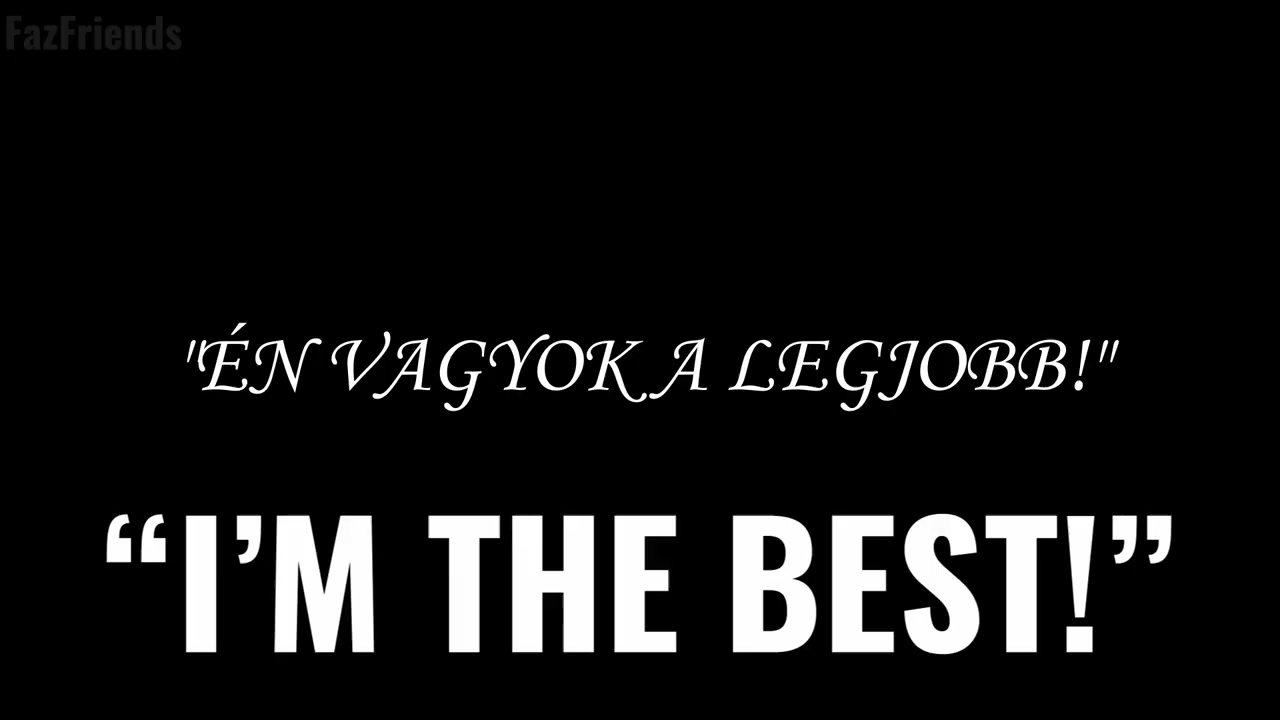 FazFriends
"ÉN VAGYOK A LEGJOBB!"
“I’M THE BEST!”